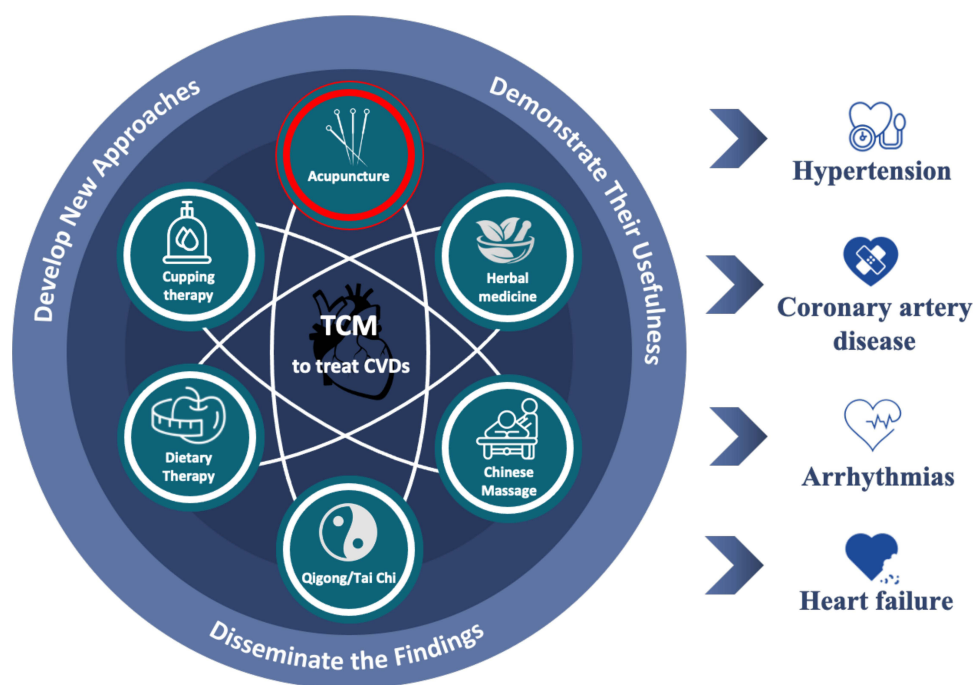 Develop New Approaches
Demonstrate Their Usefulness
Disseminate the Findings
Acupuncture
Cupping
therapy
Herbal
medicine
TCM
to treat CVDs
Dietary
Therapy
Chinese
Massage
Qigong/Tai Chi
Hypertension
Coronary artery
disease
Arrhythmias
Heart failure